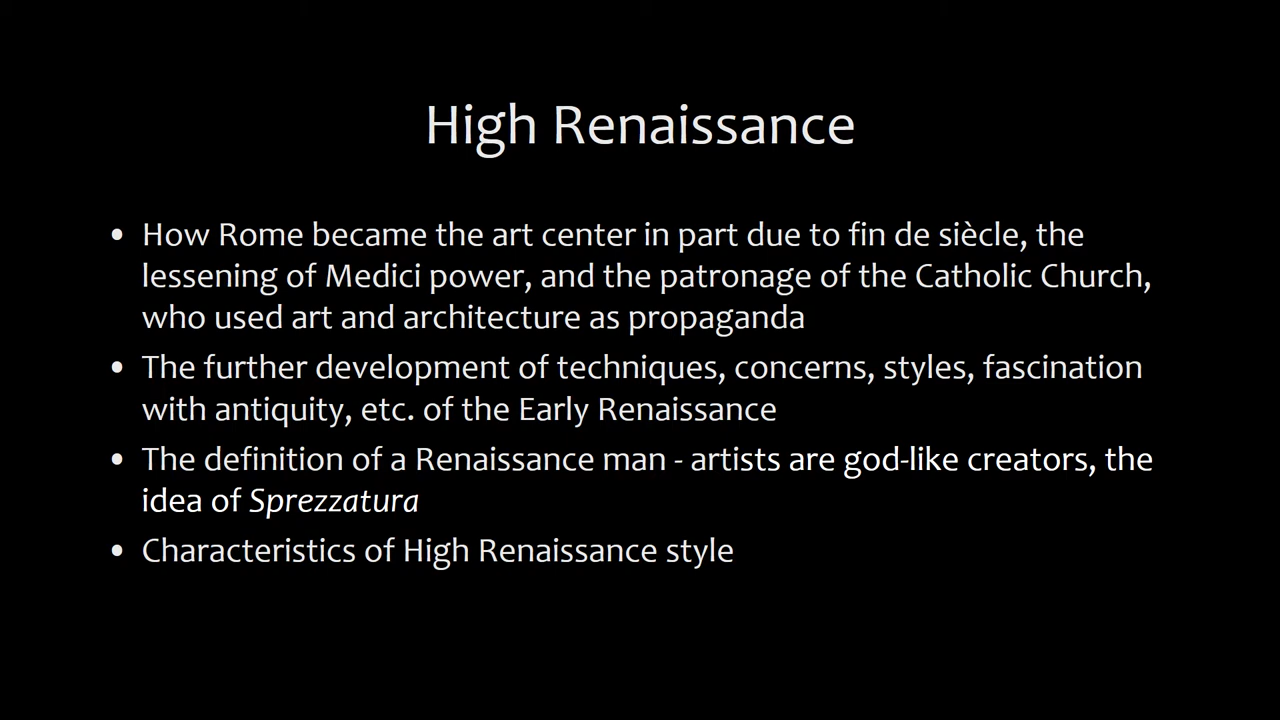 High Renaissance
• How Rome became the art center in part due to fin de siècle, the
lessening of Medici power, and the patronage of the Catholic Church,
who used art and architecture as propaganda
• The further development of techniques, concerns, styles, fascination
with antiquity, etc. of the Early Renaissance
• The definition of a Renaissance man - artists are god-like creators, the
idea of Sprezzatura
• Characteristics of High Renaissance style